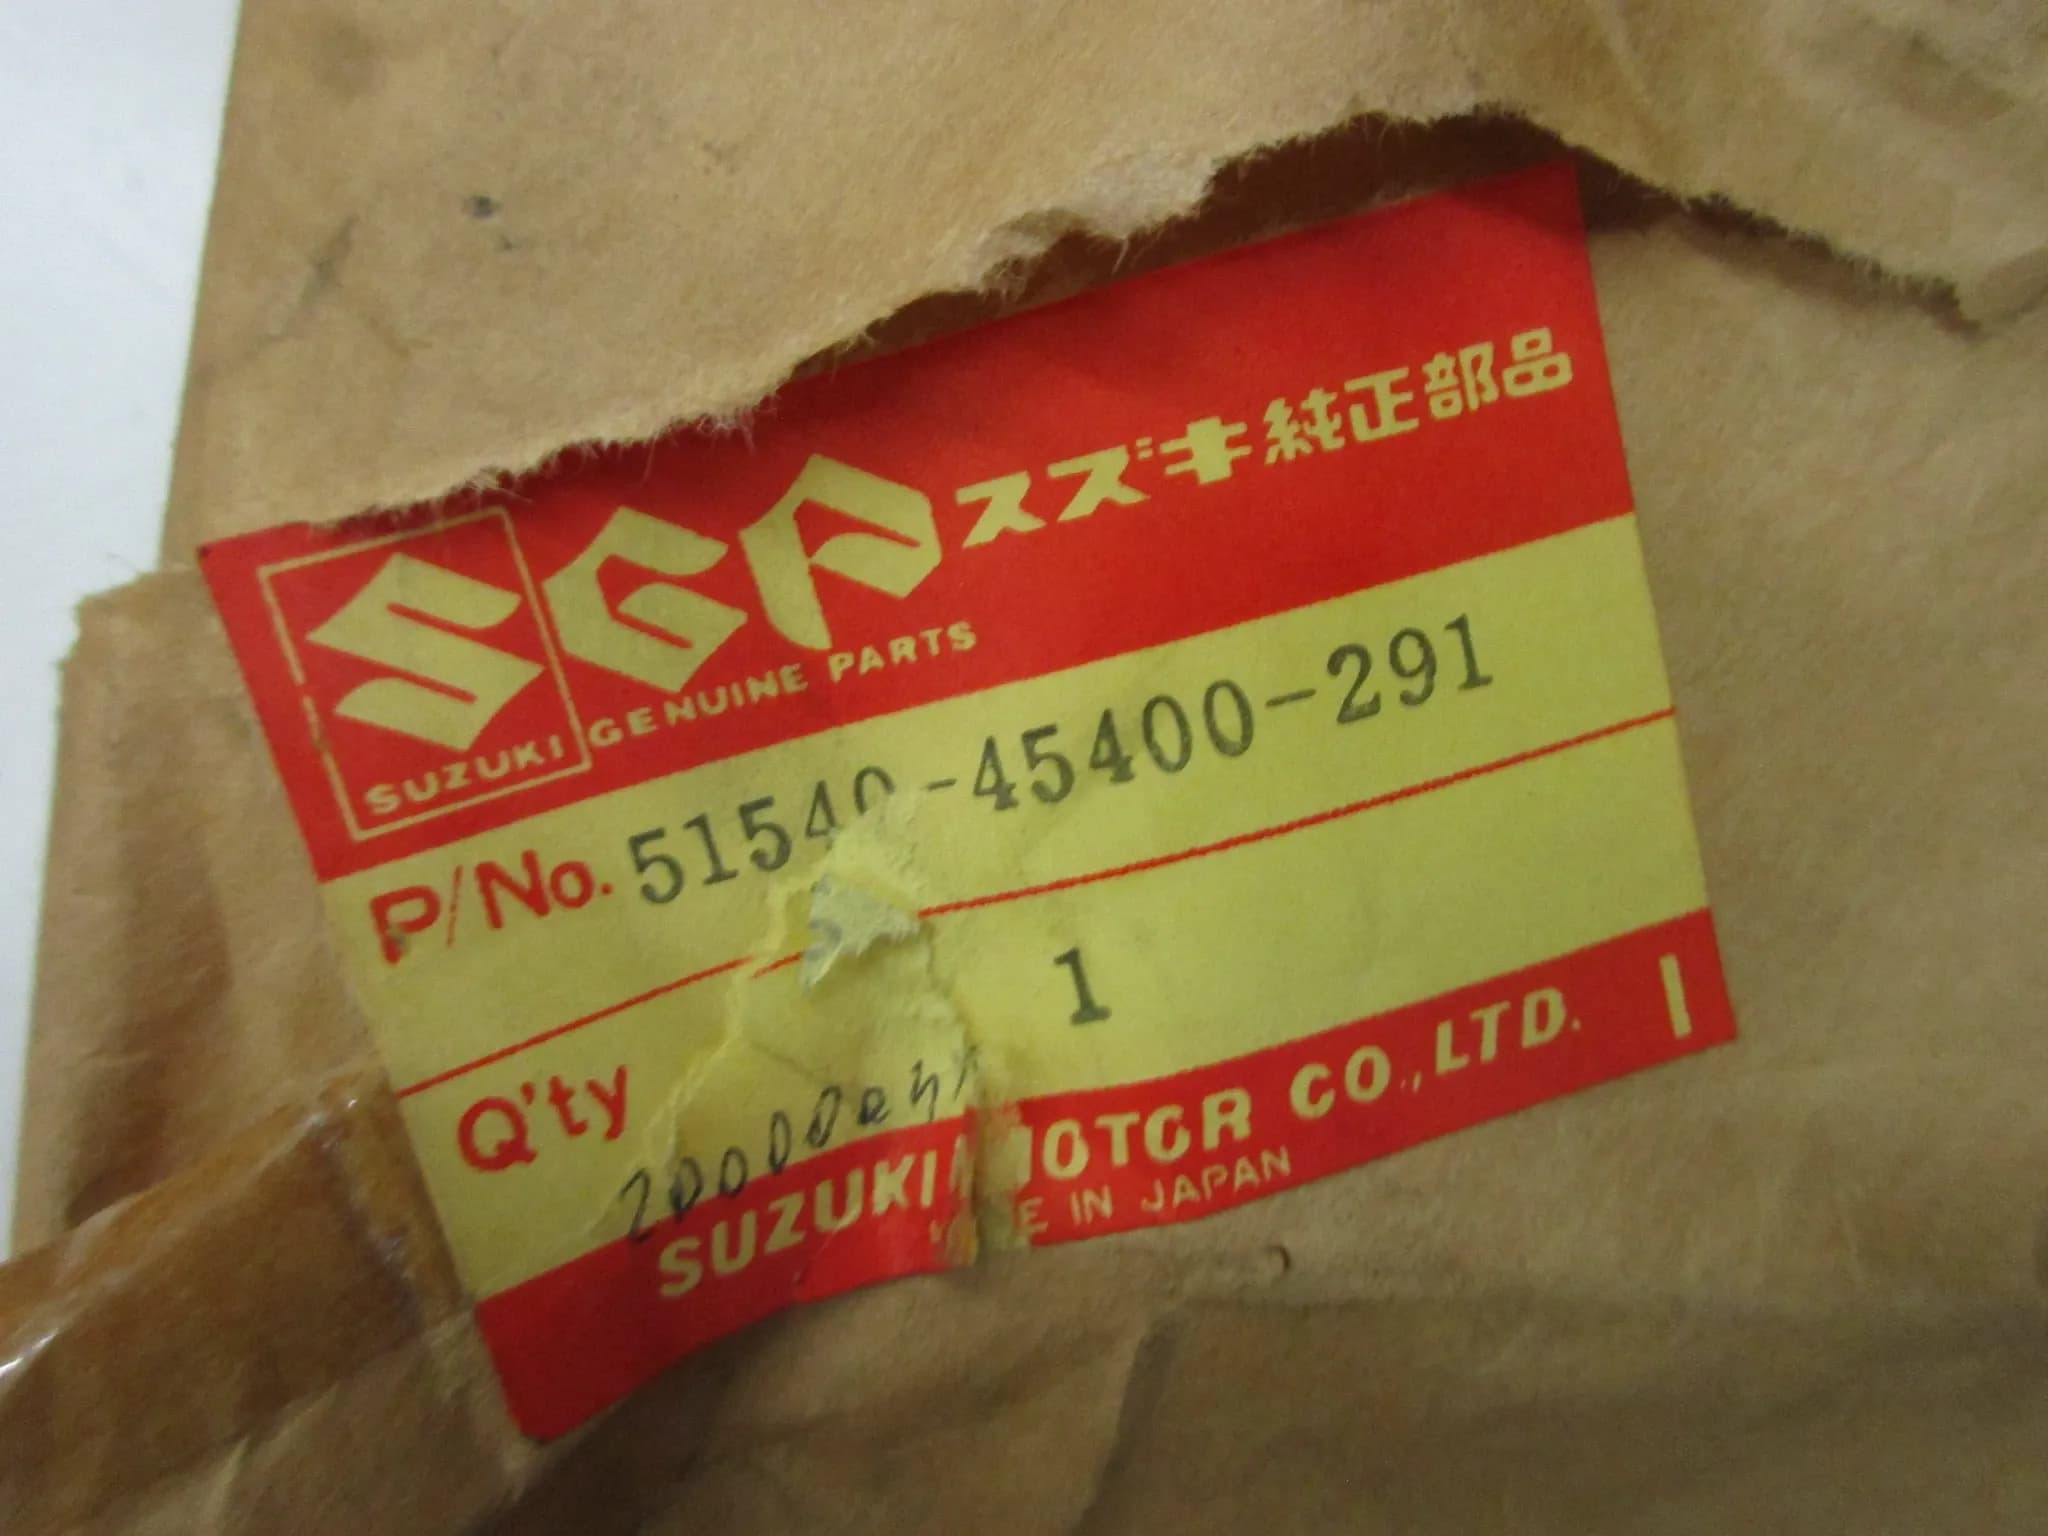 SGP スズキ純正部品
SUZUKI GENUINE PARTS
P/No. 51540-45400-291
Q'ty 1
SUZUKI MOTOR CO., LTD. 1
IN JAPAN